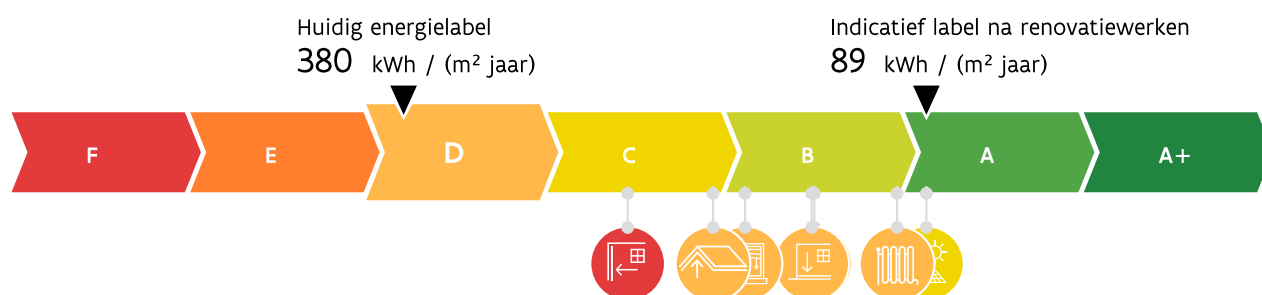 Huidig energielabel
380 kWh / (m² jaar)
Indicatief label na renovatiewerken
89 kWh / (m² jaar)
F E D C B A A+